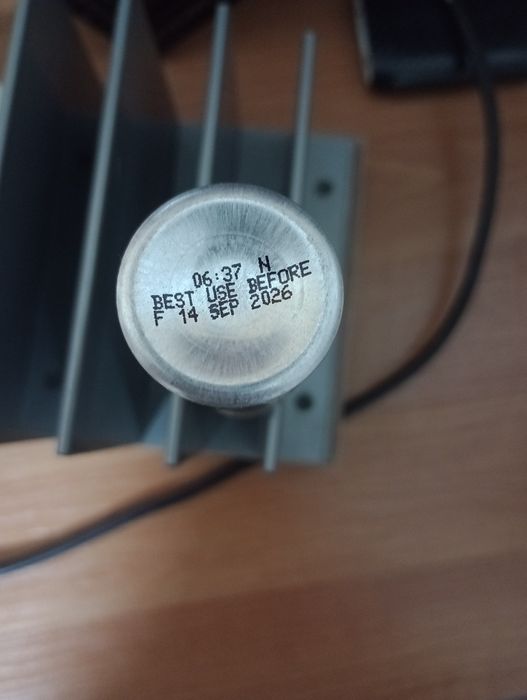 06:37 N
BEST USE BEFORE
F 14 SEP 2026